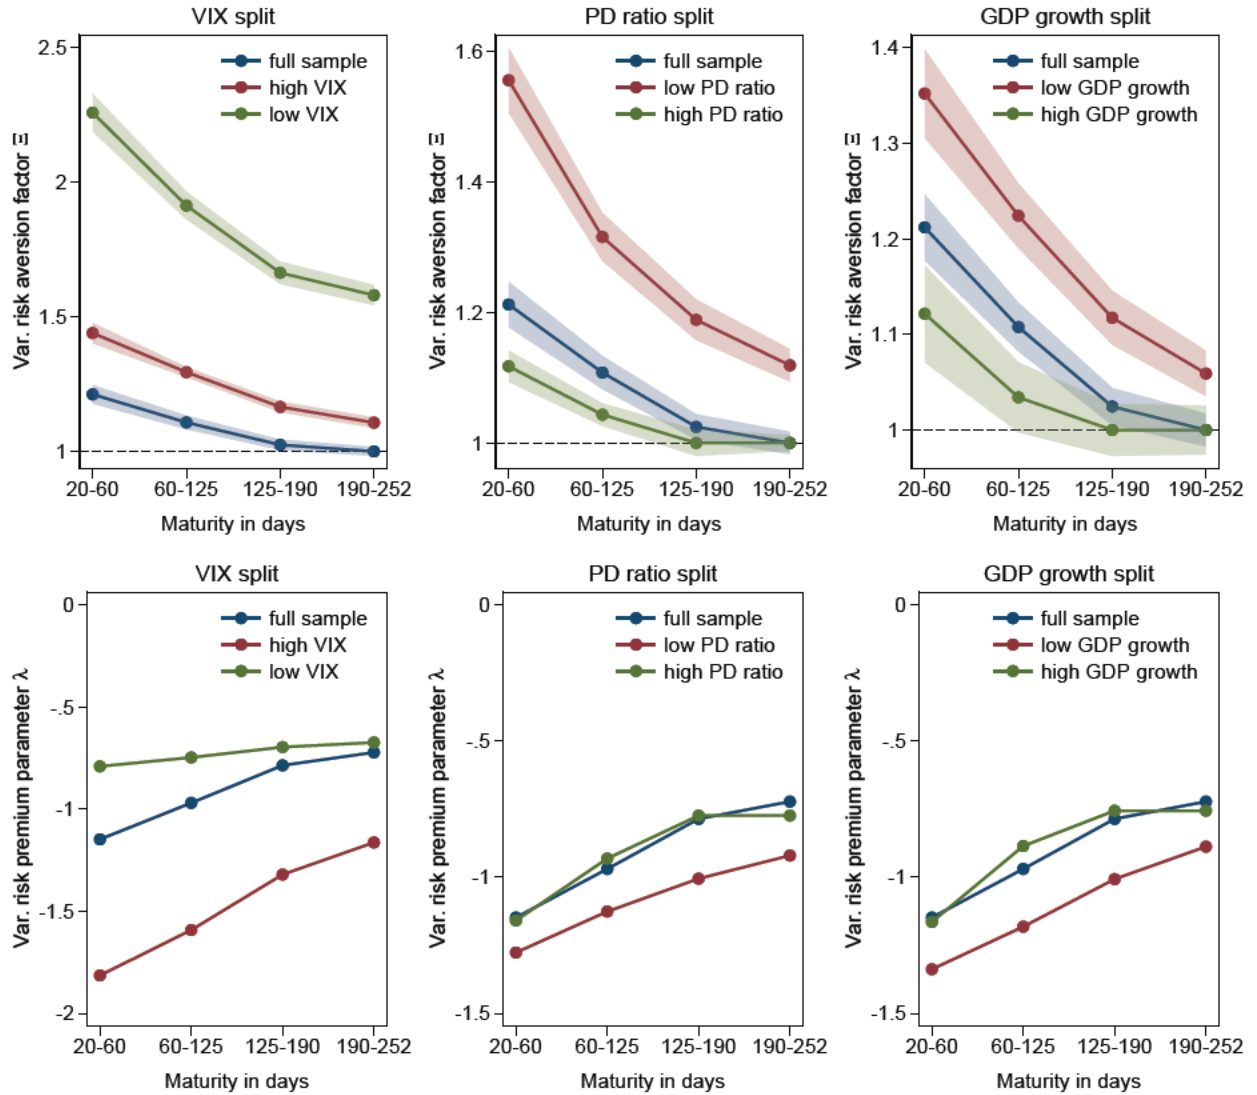 VIX split
2.5
2
1.5
1
Var. risk aversion factor Ξ
full sample
high VIX
low VIX
20-60 60-125 125-190 190-252
Maturity in days
PD ratio split
1.6
1.4
1.2
1
Var. risk aversion factor Ξ
full sample
low PD ratio
high PD ratio
20-60 60-125 125-190 190-252
Maturity in days
GDP growth split
1.4
1.3
1.2
1.1
1
Var. risk aversion factor Ξ
full sample
low GDP growth
high GDP growth
20-60 60-125 125-190 190-252
Maturity in days
VIX split
0
-.5
-1
-1.5
-2
Var. risk premium parameter λ
full sample
high VIX
low VIX
20-60 60-125 125-190 190-252
Maturity in days
PD ratio split
0
-.5
-1
-1.5
Var. risk premium parameter λ
full sample
low PD ratio
high PD ratio
20-60 60-125 125-190 190-252
Maturity in days
GDP growth split
0
-.5
-1
-1.5
Var. risk premium parameter λ
full sample
low GDP growth
high GDP growth
20-60 60-125 125-190 190-252
Maturity in days